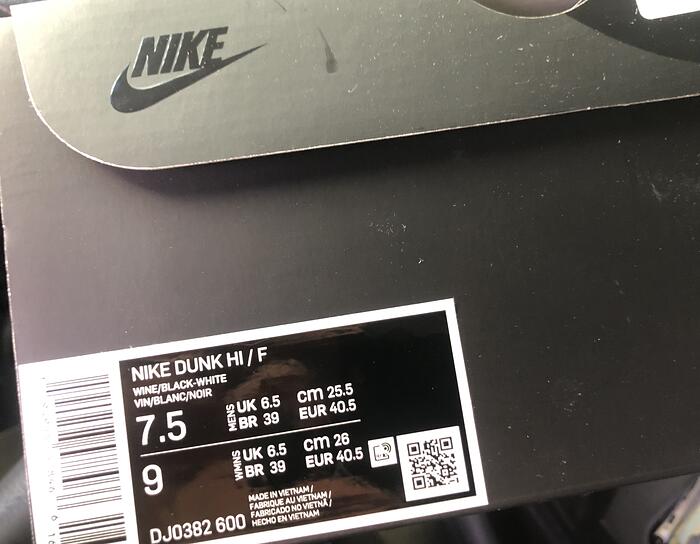 NIKE
NIKE DUNK HI / F
WINE/BLACK-WHITE
VIN/BLANC/NOIR
7.5 MENS UK 6.5 cm 25.5
BR 39 EUR 40.5
9 WMNS UK 6.5 cm 26
BR 39 EUR 40.5
MADE IN VIETNAM /
FABRIQUE AU VIETNAM /
FABRICADO NO VIETNÃ /
HECHO EN VIETNAM
DJ0382 600